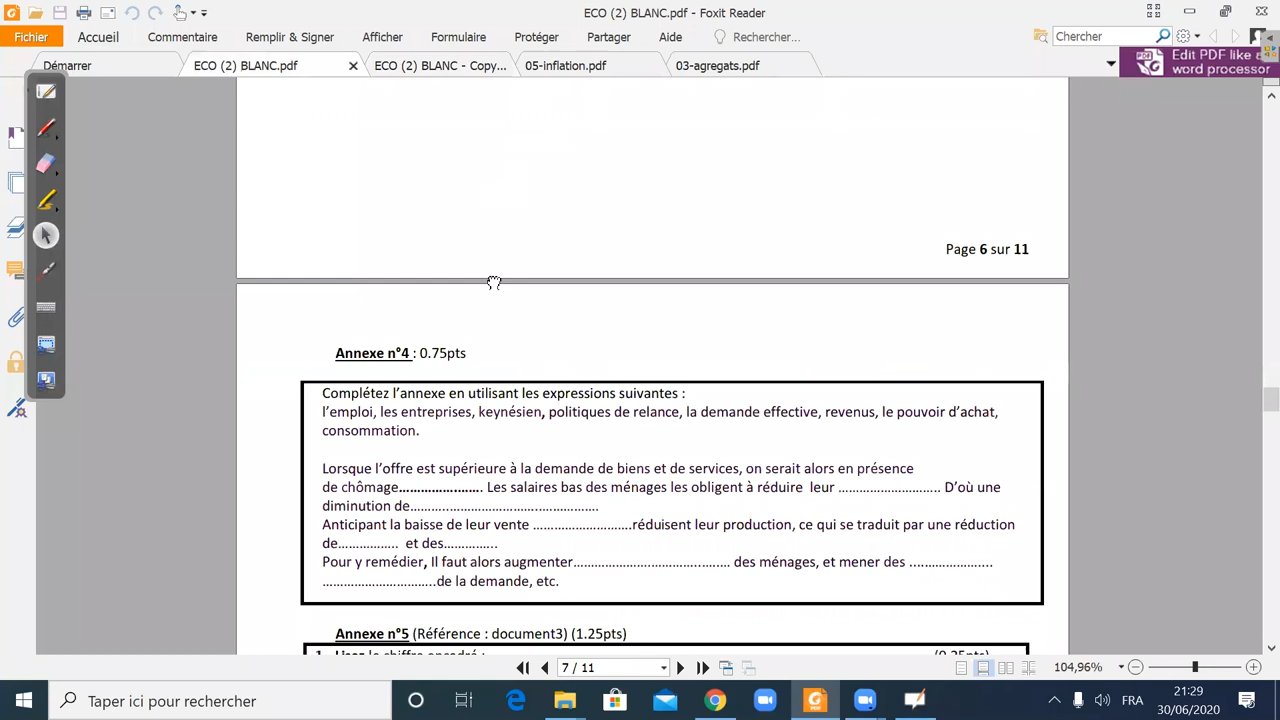 ECO (2) BLANC.pdf - Foxit Reader
Fichier Accueil Commentaire Remplir & Signer Afficher Formulaire Protéger Partager Aide Rechercher... Chercher
Démarrer ECO (2) BLANC.pdf ECO (2) BLANC - Copy... 05-inflation.pdf 03-agregats.pdf
Edit PDF like a
word processor
Page 6 sur 11
Annexe n°4 : 0.75pts
Complétez l’annexe en utilisant les expressions suivantes :
l’emploi, les entreprises, keynésien, politiques de relance, la demande effective, revenus, le pouvoir d’achat,
consommation.
Lorsque l’offre est supérieure à la demande de biens et de services, on serait alors en présence
de chômage…………………. Les salaires bas des ménages les obligent à réduire leur …………………….. D’où une
diminution de…………………………………………
Anticipant la baisse de leur vente …………………….réduisent leur production, ce qui se traduit par une réduction
de…………….. et des…………..
Pour y remédier, Il faut alors augmenter………………………………….. des ménages, et mener des ………………….
………………………..de la demande, etc.
Annexe n°5 (Référence : document3) (1.25pts)
7 / 11
104,96%
Taper ici pour rechercher
FRA
21:29
30/06/2020